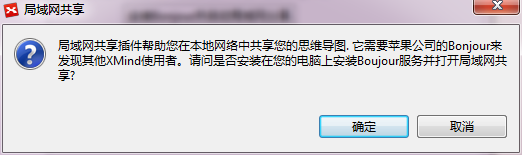 局域网共享
局域网共享插件帮助您在本地网络中共享您的思维导图. 它需要苹果公司的Bonjour来
发现其他XMind使用者。请问是否安装在您的电脑上安装Boujour服务并打开局域网共
享?
确定
取消